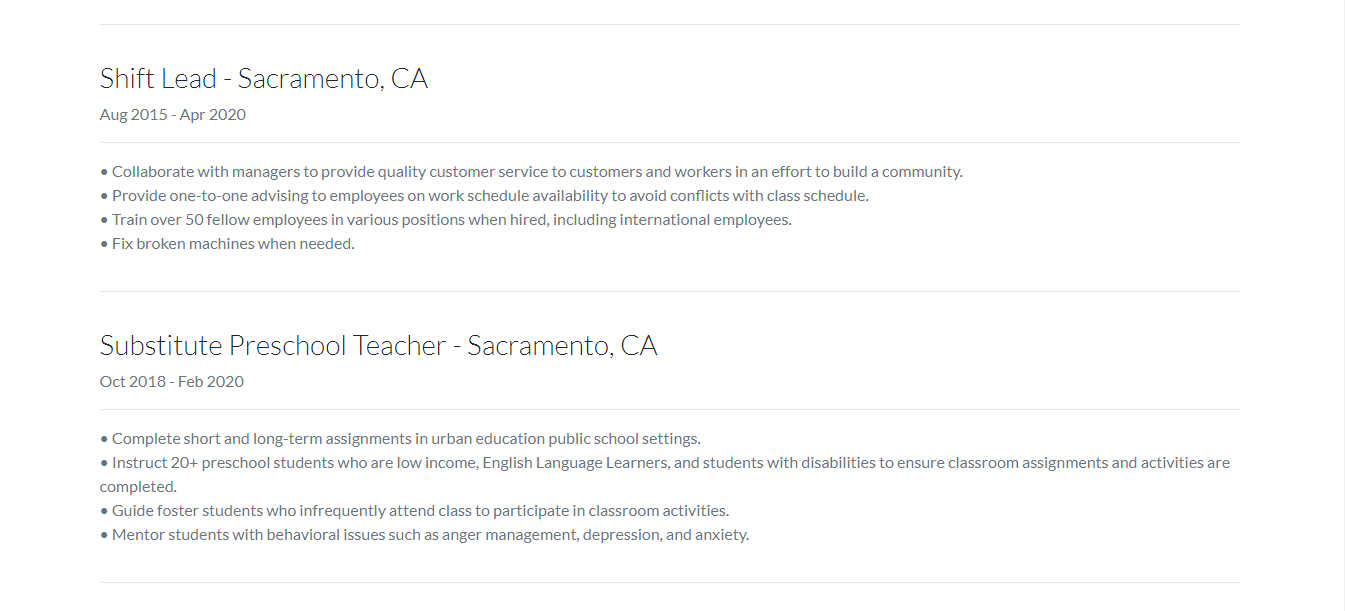 Shift Lead - Sacramento, CA
Aug 2015 - Apr 2020
• Collaborate with managers to provide quality customer service to customers and workers in an effort to build a community.
• Provide one-to-one advising to employees on work schedule availability to avoid conflicts with class schedule.
• Train over 50 fellow employees in various positions when hired, including international employees.
• Fix broken machines when needed.
Substitute Preschool Teacher - Sacramento, CA
Oct 2018 - Feb 2020
• Complete short and long-term assignments in urban education public school settings.
• Instruct 20+ preschool students who are low income, English Language Learners, and students with disabilities to ensure classroom assignments and activities are
completed.
• Guide foster students who infrequently attend class to participate in classroom activities.
• Mentor students with behavioral issues such as anger management, depression, and anxiety.